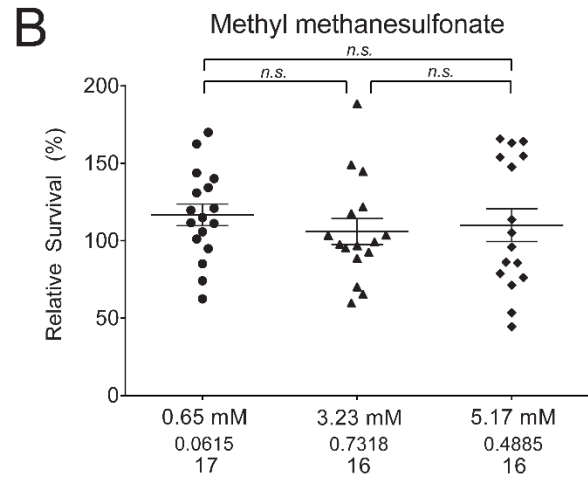 B
Methyl methanesulfonate
n.s.
n.s. n.s.
200
150
100
50
0
Relative Survival (%)
0.65 mM 3.23 mM 5.17 mM
0.0615 0.7318 0.4885
17 16 16